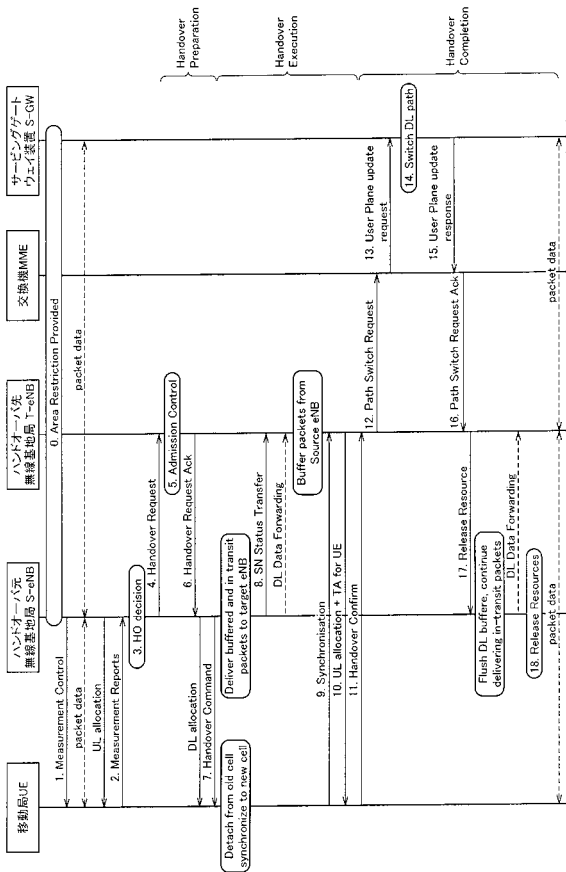 移動局UE
ハンドオーバ元
無線基地局 S-eNB
ハンドオーバ先
無線基地局 T-eNB
交換機MME
サービングゲート
ウェイ装置 S-GW
0. Area Restriction Provided
1. Measurement Control
packet data
packet data
UL allocation
2. Measurement Reports
3. HO decision
4. Handover Request
5. Admission Control
6. Handover Request Ack
DL allocation
7. Handover Command
Handover
Preparation
Detach from old cell
synchronize to new cell
Deliver buffered and in transit
packets to target eNB
8. SN Status Transfer
DL Data Forwarding
Buffer packets from
Source eNB
9. Synchronisation
10. UL allocation + TA for UE
11. Handover Confirm
Handover
Execution
12. Path Switch Request
13. User Plane update
request
14. Switch DL path
15. User Plane update
response
16. Path Switch Request Ack
17. Release Resource
Flush DL buffere, continue
delivering in-transit packets
DL Data Forwarding
18. Release Resources
packet data
packet data
Handover
Completion